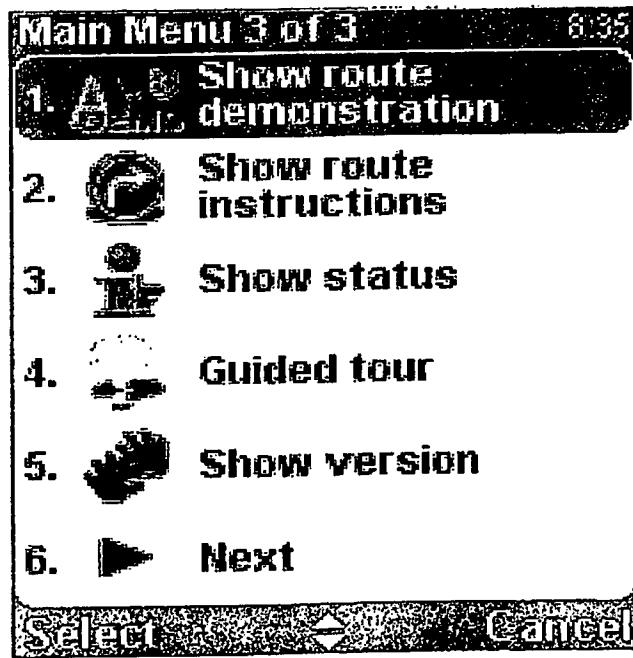 Main Menu 3 of 3 8:35
1. Show route
demonstration
2. Show route
instructions
3. Show status
4. Guided tour
5. Show version
6. Next
Select Cancel